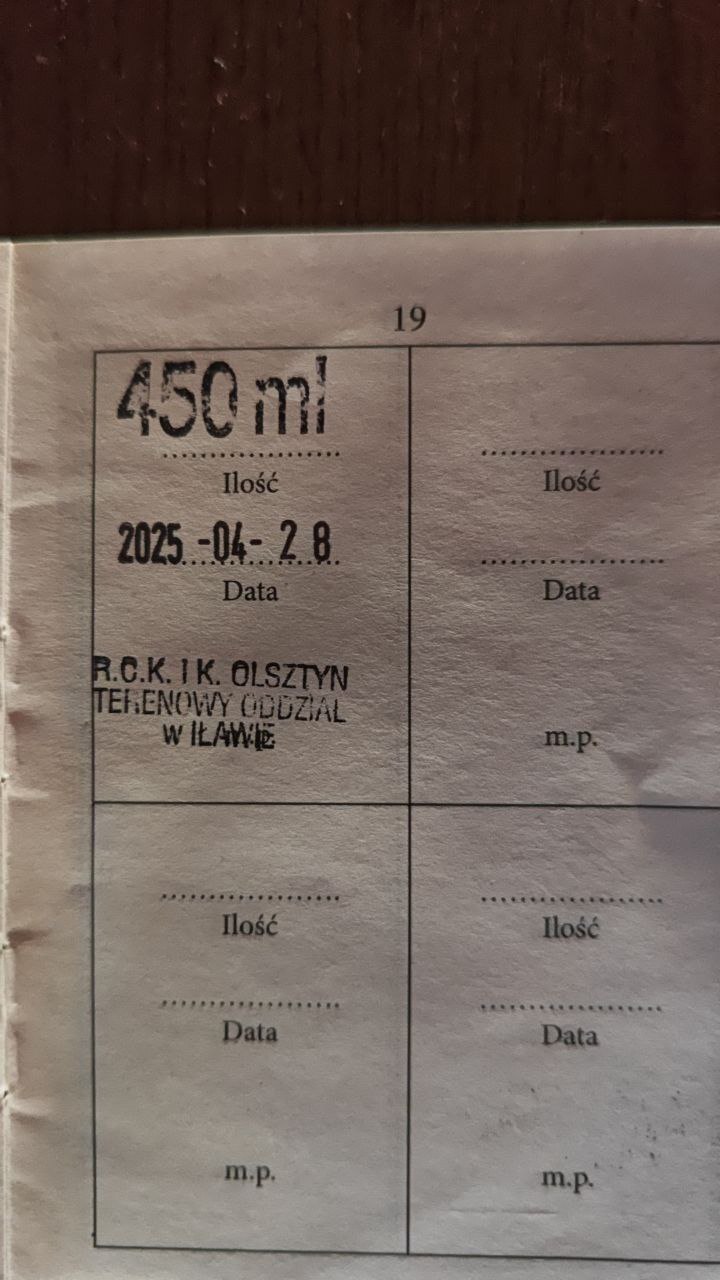 19
450 ml
Ilość
Ilość
2025 -04- 28
Data
Data
R.C.K. I K. OLSZTYN
TERENOWY ODDZIAŁ
w IŁAWIE
m.p.
Ilość
Ilość
Data
Data
m.p.
m.p.